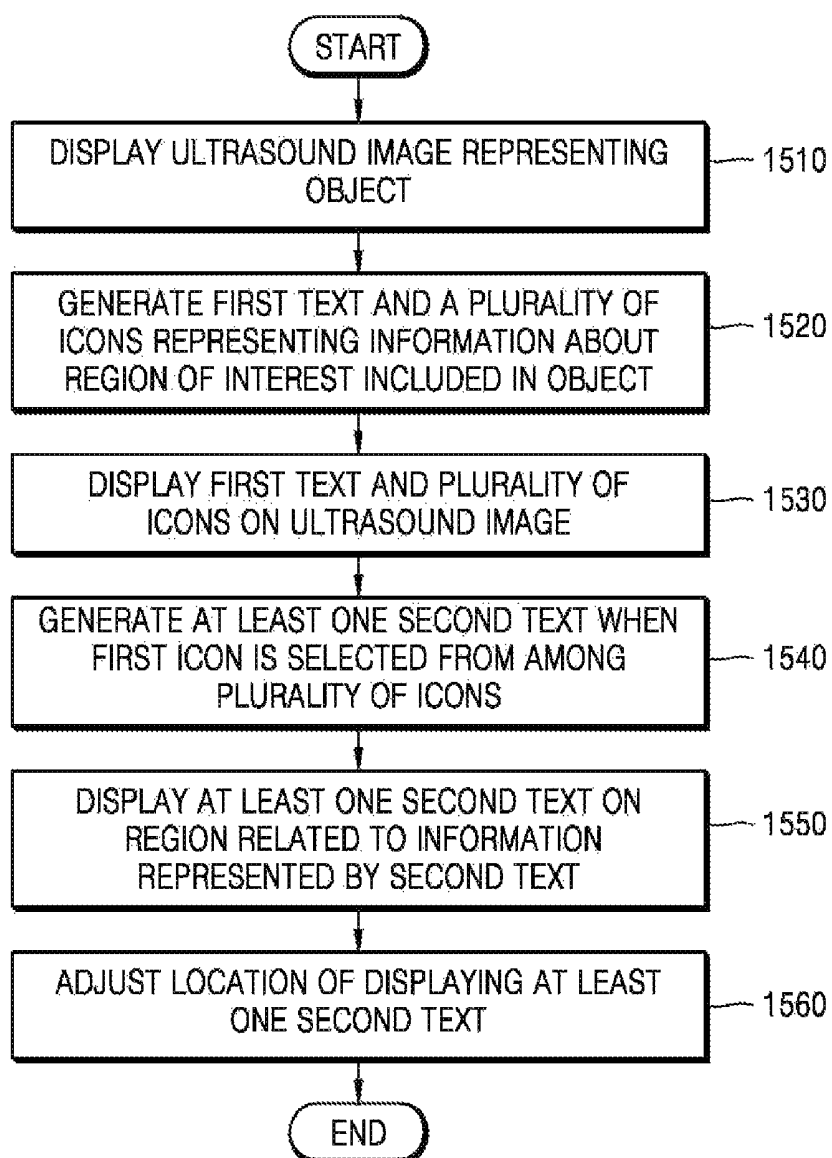 START
DISPLAY ULTRASOUND IMAGE REPRESENTING
OBJECT
1510
GENERATE FIRST TEXT AND A PLURALITY OF
ICONS REPRESENTING INFORMATION ABOUT
REGION OF INTEREST INCLUDED IN OBJECT
1520
DISPLAY FIRST TEXT AND PLURALITY OF
ICONS ON ULTRASOUND IMAGE
1530
GENERATE AT LEAST ONE SECOND TEXT WHEN
FIRST ICON IS SELECTED FROM AMONG
PLURALITY OF ICONS
1540
DISPLAY AT LEAST ONE SECOND TEXT ON
REGION RELATED TO INFORMATION
REPRESENTED BY SECOND TEXT
1550
ADJUST LOCATION OF DISPLAYING AT LEAST
ONE SECOND TEXT
1560
END